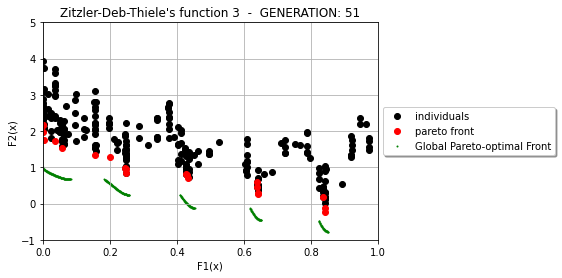 Zitzler-Deb-Thiele's function 3 - GENERATION: 51
5
4
3
2
1
0
−1
F2(x)
0.0 0.2 0.4 0.6 0.8 1.0
F1(x)
individuals
pareto front
Global Pareto-optimal Front